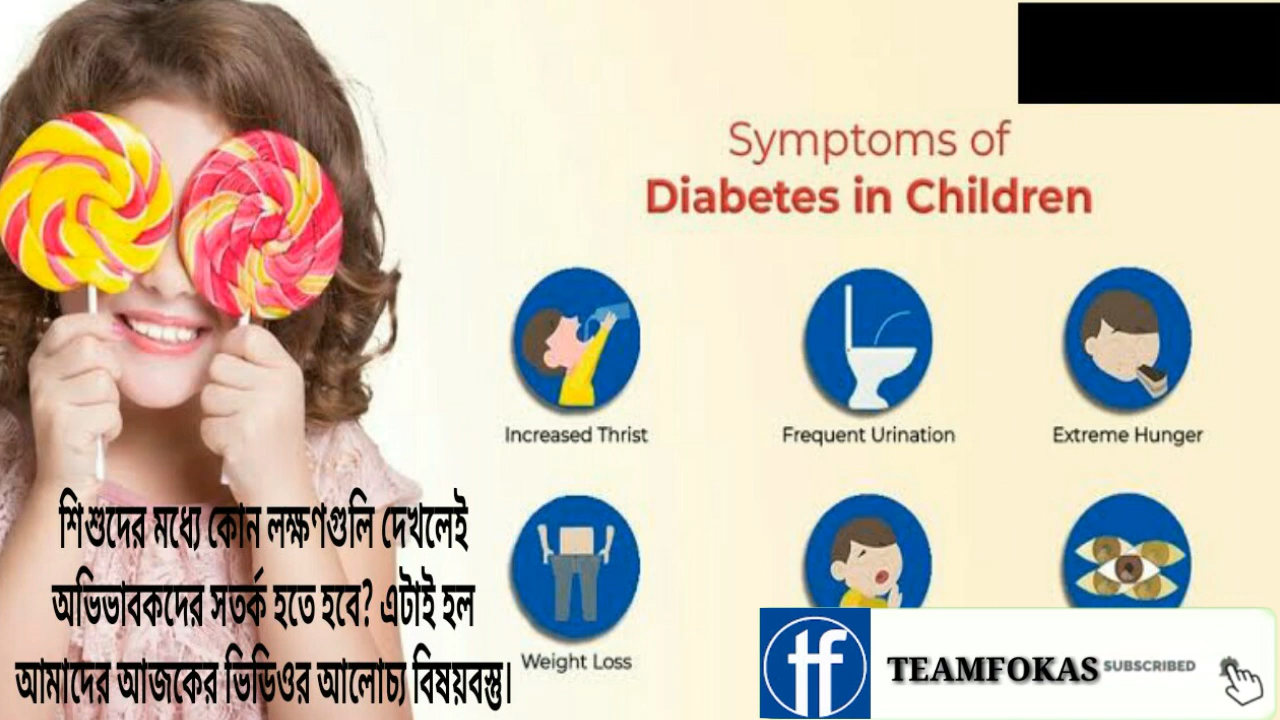 Symptoms of
Diabetes in Children
Increased Thrist
Frequent Urination
Extreme Hunger
Weight Loss
শিশুদের মধ্যে কোন লক্ষণগুলি দেখলেই
অভিভাবকদের সতর্ক হতে হবে? এটাই হল
আমাদের আজকের ভিডিওর আলোচ্য বিষয়বস্তু।
tf
TEAMFOKAS
SUBSCRIBED